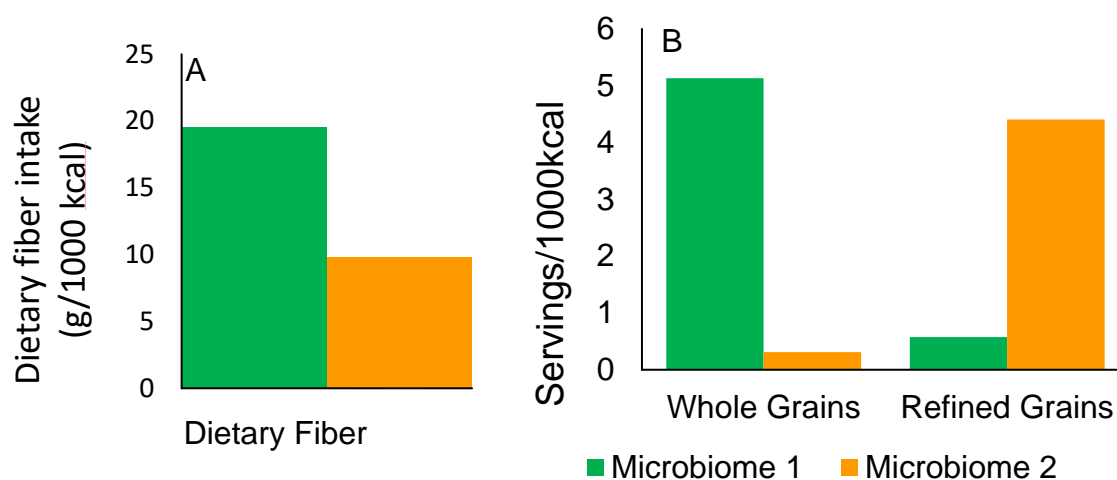 A
Dietary fiber intake
(g/1000 kcal)
25
20
15
10
5
0
Dietary Fiber
B
Servings/1000kcal
6
5
4
3
2
1
0
Whole Grains
Refined Grains
Microbiome 1
Microbiome 2